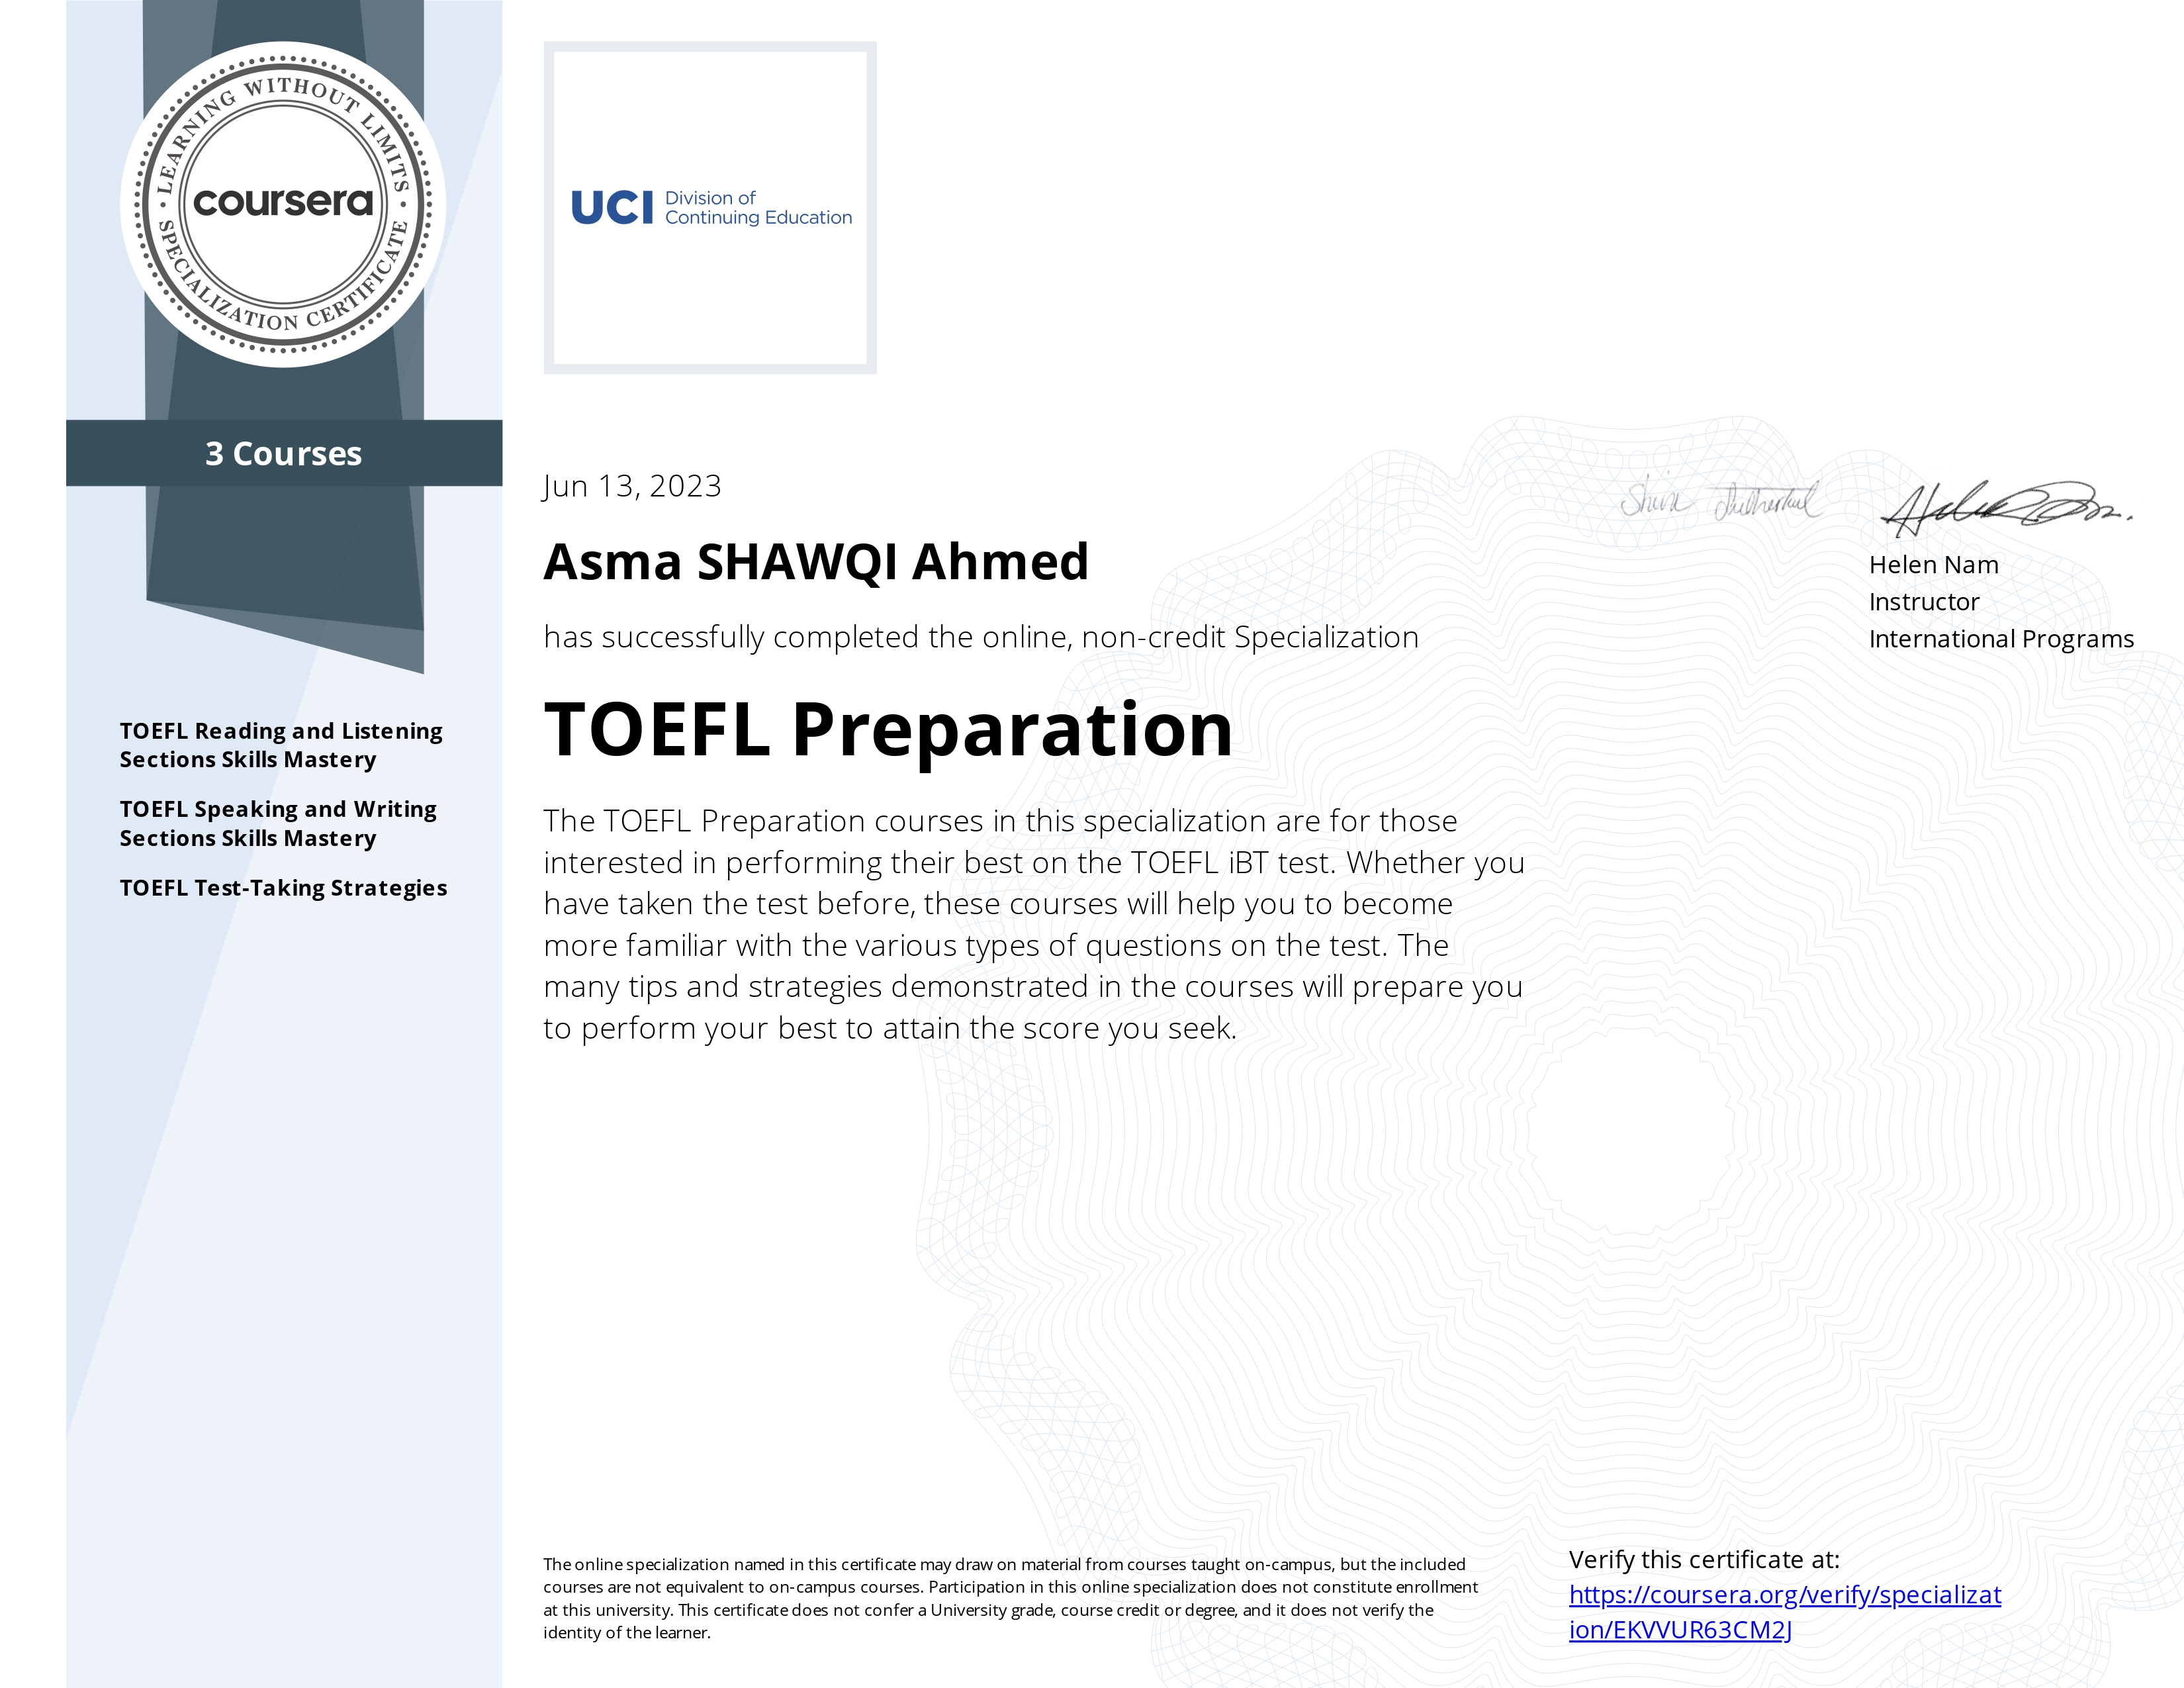 LEARNING WITHOUT LIMITS
coursera
SPECIALIZATION CERTIFICATE
3 Courses
TOEFL Reading and Listening
Sections Skills Mastery
TOEFL Speaking and Writing
Sections Skills Mastery
TOEFL Test-Taking Strategies
UCI Division of
Continuing Education
Jun 13, 2023
Asma SHAWQI Ahmed
has successfully completed the online, non-credit Specialization
TOEFL Preparation
The TOEFL Preparation courses in this specialization are for those
interested in performing their best on the TOEFL iBT test. Whether you
have taken the test before, these courses will help you to become
more familiar with the various types of questions on the test. The
many tips and strategies demonstrated in the courses will prepare you
to perform your best to attain the score you seek.
Helen Nam
Instructor
International Programs
The online specialization named in this certificate may draw on material from courses taught on-campus, but the included
courses are not equivalent to on-campus courses. Participation in this online specialization does not constitute enrollment
at this university. This certificate does not confer a University grade, course credit or degree, and it does not verify the
identity of the learner.
Verify this certificate at:
https://coursera.org/verify/specializat
ion/EKVVUR63CM2J